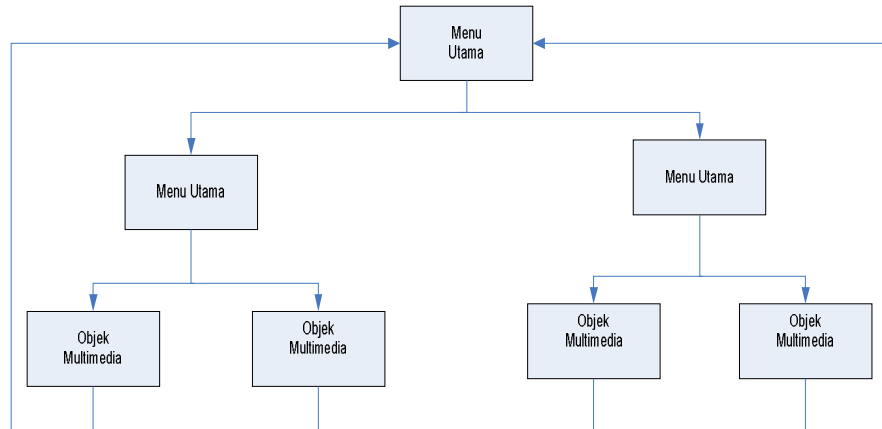 Menu
Utama
Menu Utama
Menu Utama
Objek
Multimedia
Objek
Multimedia
Objek
Multimedia
Objek
Multimedia